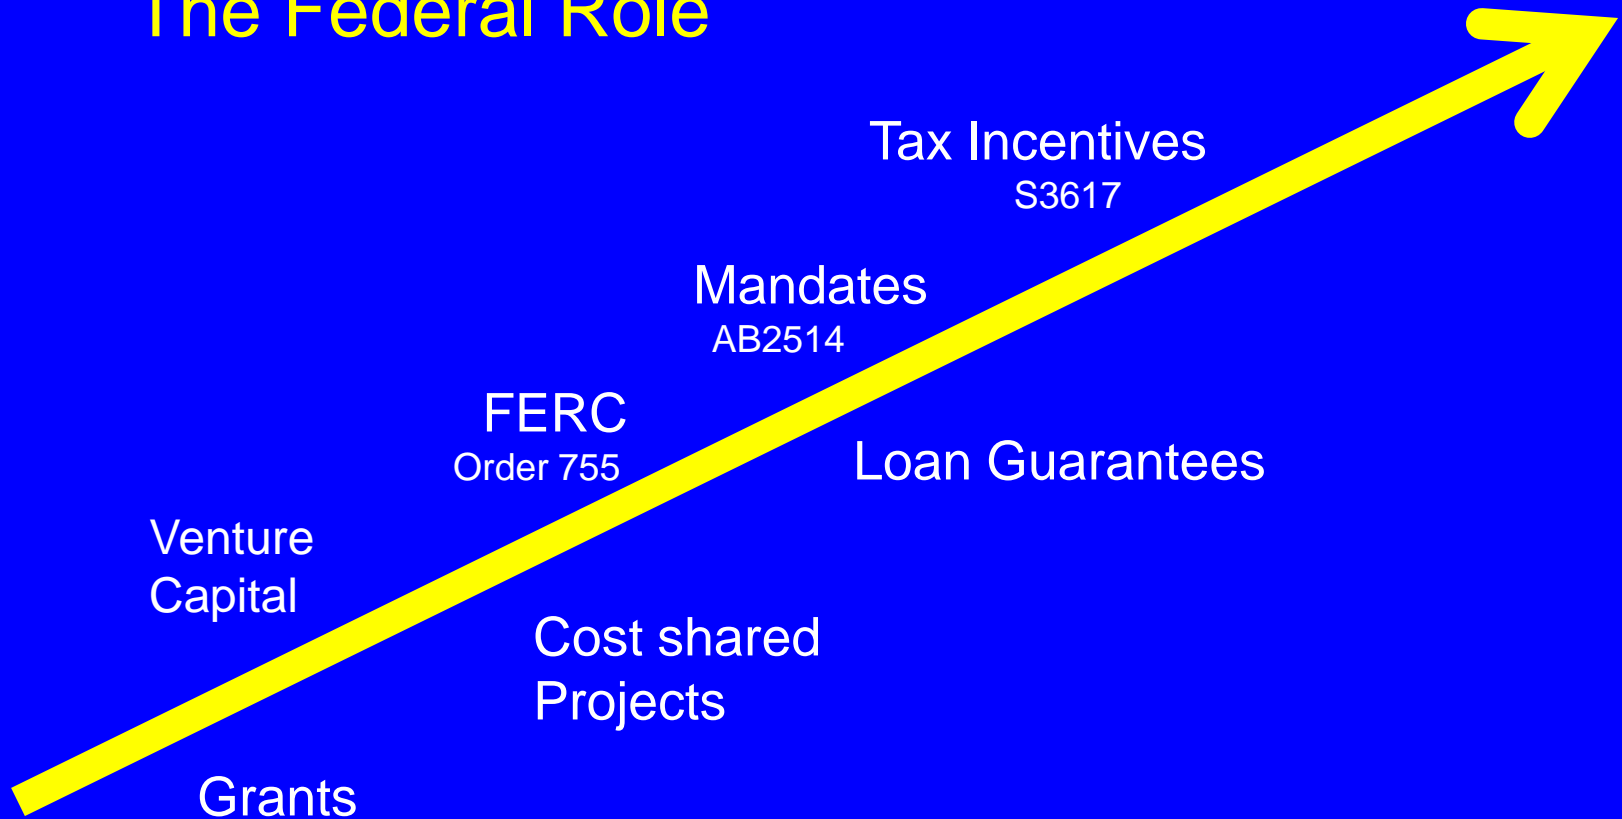 The Federal Role
Tax Incentives
S3617
Mandates
AB2514
FERC
Order 755
Loan Guarantees
Venture
Capital
Cost shared
Projects
Grants